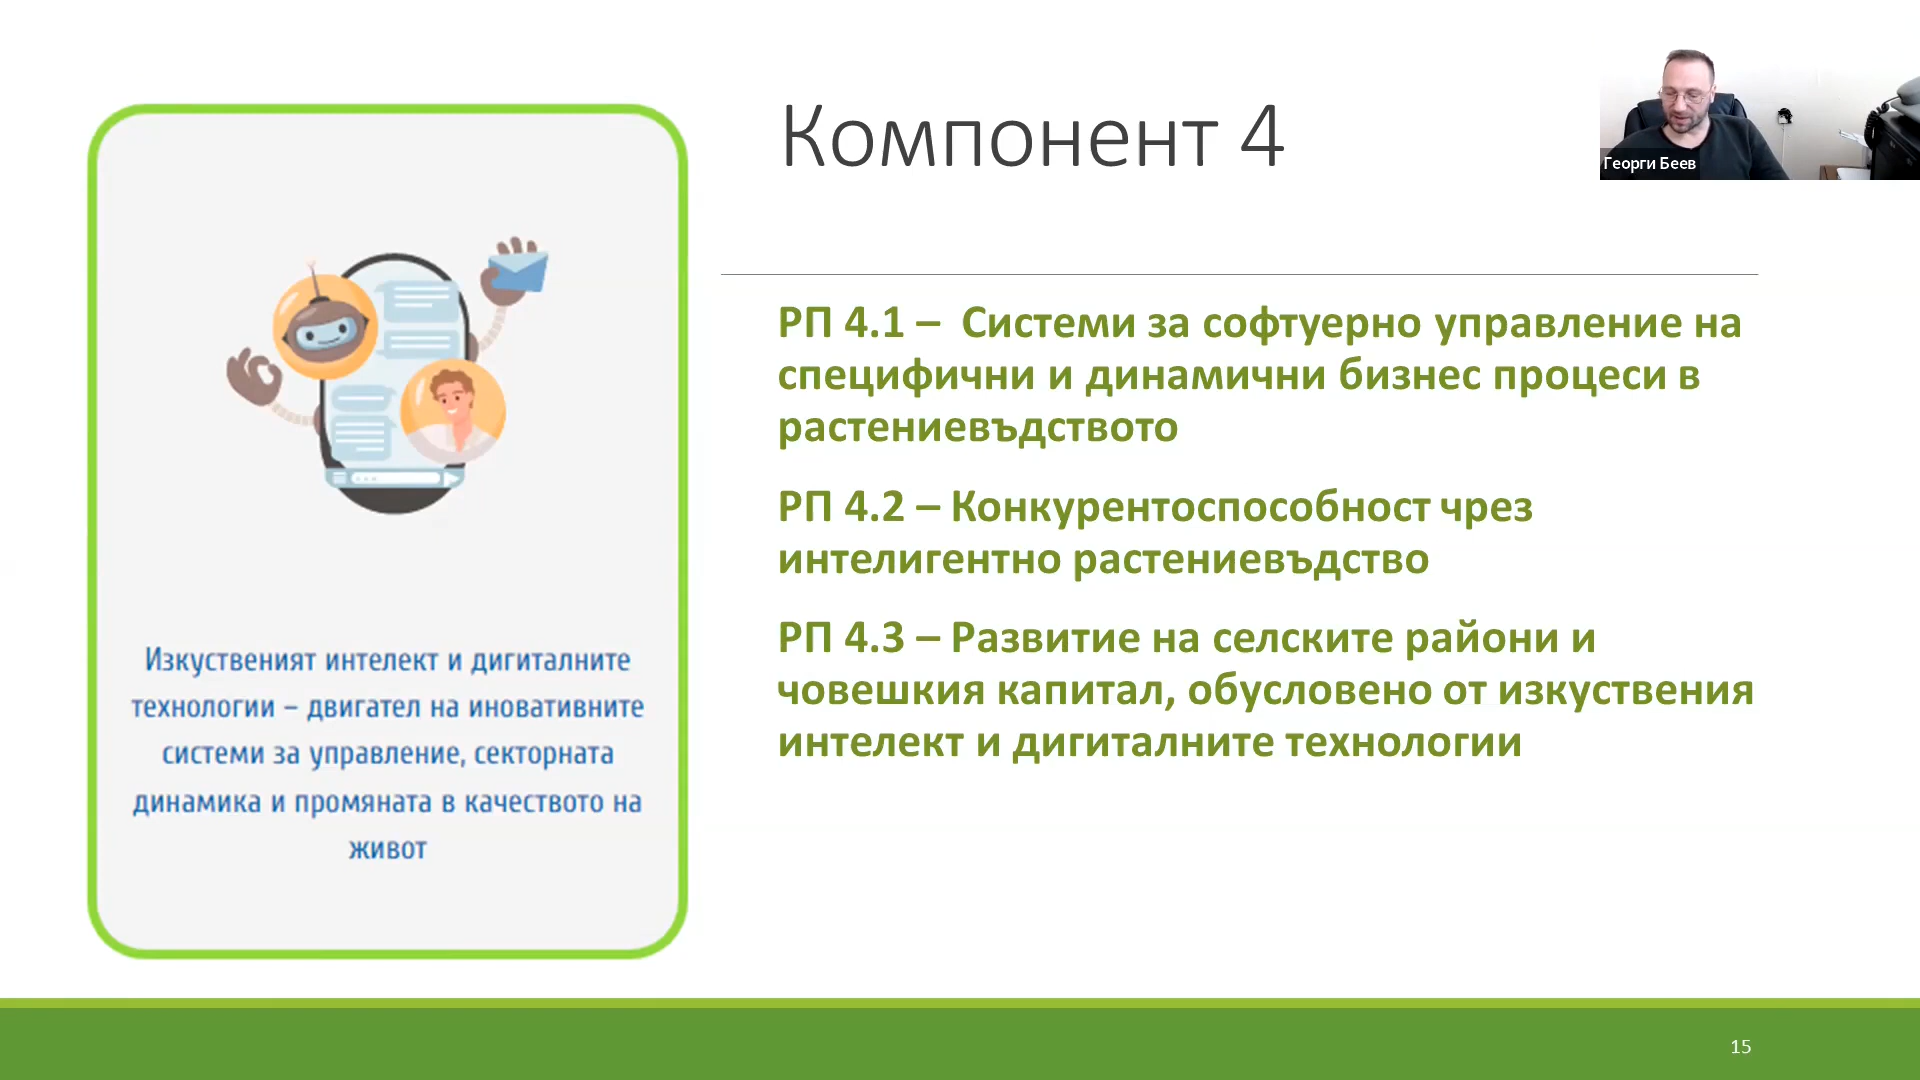 Компонент 4
Георги Беев
РП 4.1 –  Системи за софтуерно управление на
специфични и динамични бизнес процеси в
растениевъдството
РП 4.2 – Конкурентоспособност чрез
интелигентно растениевъдство
РП 4.3 – Развитие на селските райони и
човешкия капитал, обусловено от изкуствения
интелект и дигиталните технологии
Изкуственият интелект и дигиталните
технологии – двигател на иновативните
системи за управление, секторната
динамика и промяната в качеството на
живот
15